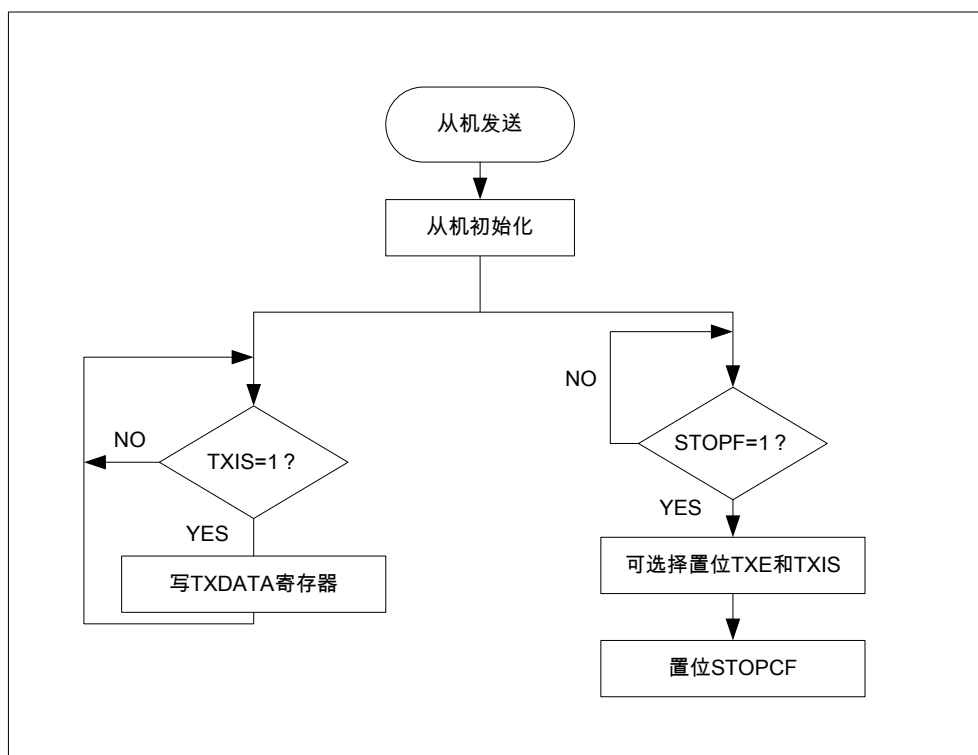 从机发送
从机初始化
NO
TXIS=1？
YES
写TXDATA寄存器
NO
STOPF=1？
YES
可选择置位TXE和TXIS
置位STOPCF